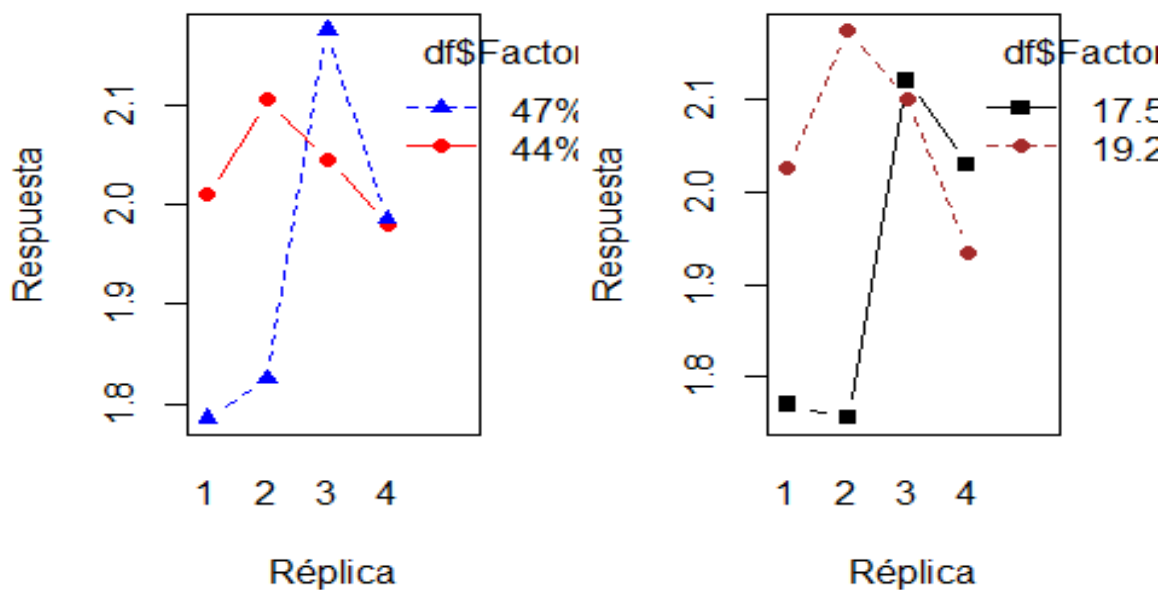 df$Factor
47%
44%
Respuesta
1.8 1.9 2.0 2.1
1 2 3 4
Réplica
df$Factor
17.5
19.2
Respuesta
1.8 1.9 2.0 2.1
1 2 3 4
Réplica